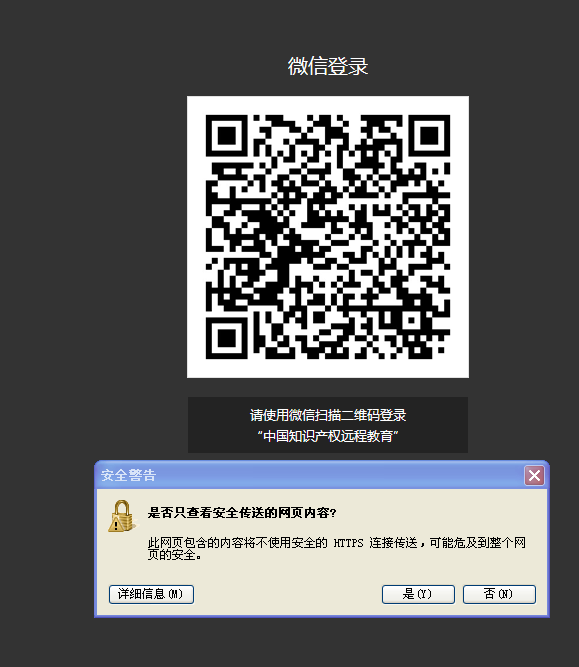 微信登录
请使用微信扫描二维码登录
“中国知识产权远程教育”
安全警告
是否只查看安全传送的网页内容?
此网页包含的内容将不使用安全的 HTTPS 连接传送，可能危及到整个网
页的安全。
详细信息(M) 是(Y) 否(N)